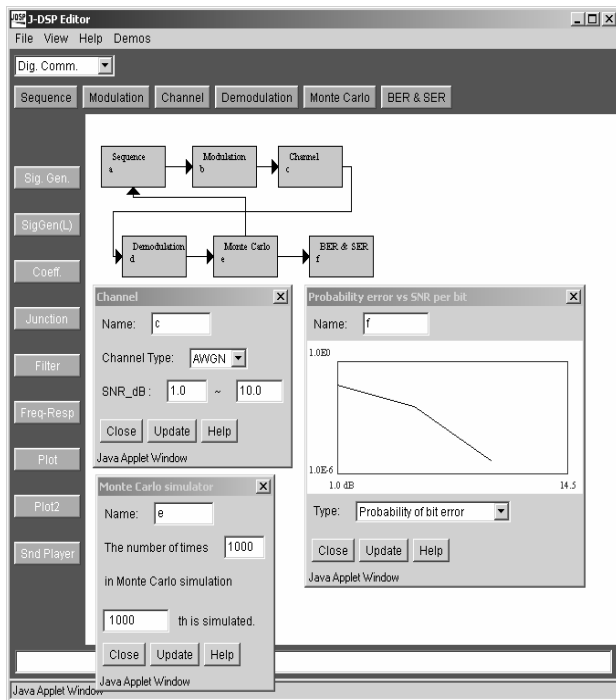 JDSP J-DSP Editor
File View Help Demos
Dig. Comm.
Sequence Modulation Channel Demodulation Monte Carlo BER & SER
Sig. Gen.
SigGen(L)
Coeff.
Junction
Filter
Freq-Resp
Plot
Plot2
Snd Player
Sequence
a
Modulation
b
Channel
c
Demodulation
d
Monte Carlo
e
BER & SER
f
Channel
Name: c
Channel Type: AWGN
SNR_dB : 1.0 ~ 10.0
Close Update Help
Java Applet Window
Probability error vs SNR per bit
Name: f
1.0E0
1.0E-6
1.0 dB 14.5
Type: Probability of bit error
Close Update Help
Java Applet Window
Monte Carlo simulator
Name: e
The number of times 1000
in Monte Carlo simulation
1000 th is simulated.
Close Update Help
Java Applet Window
Java Applet Window